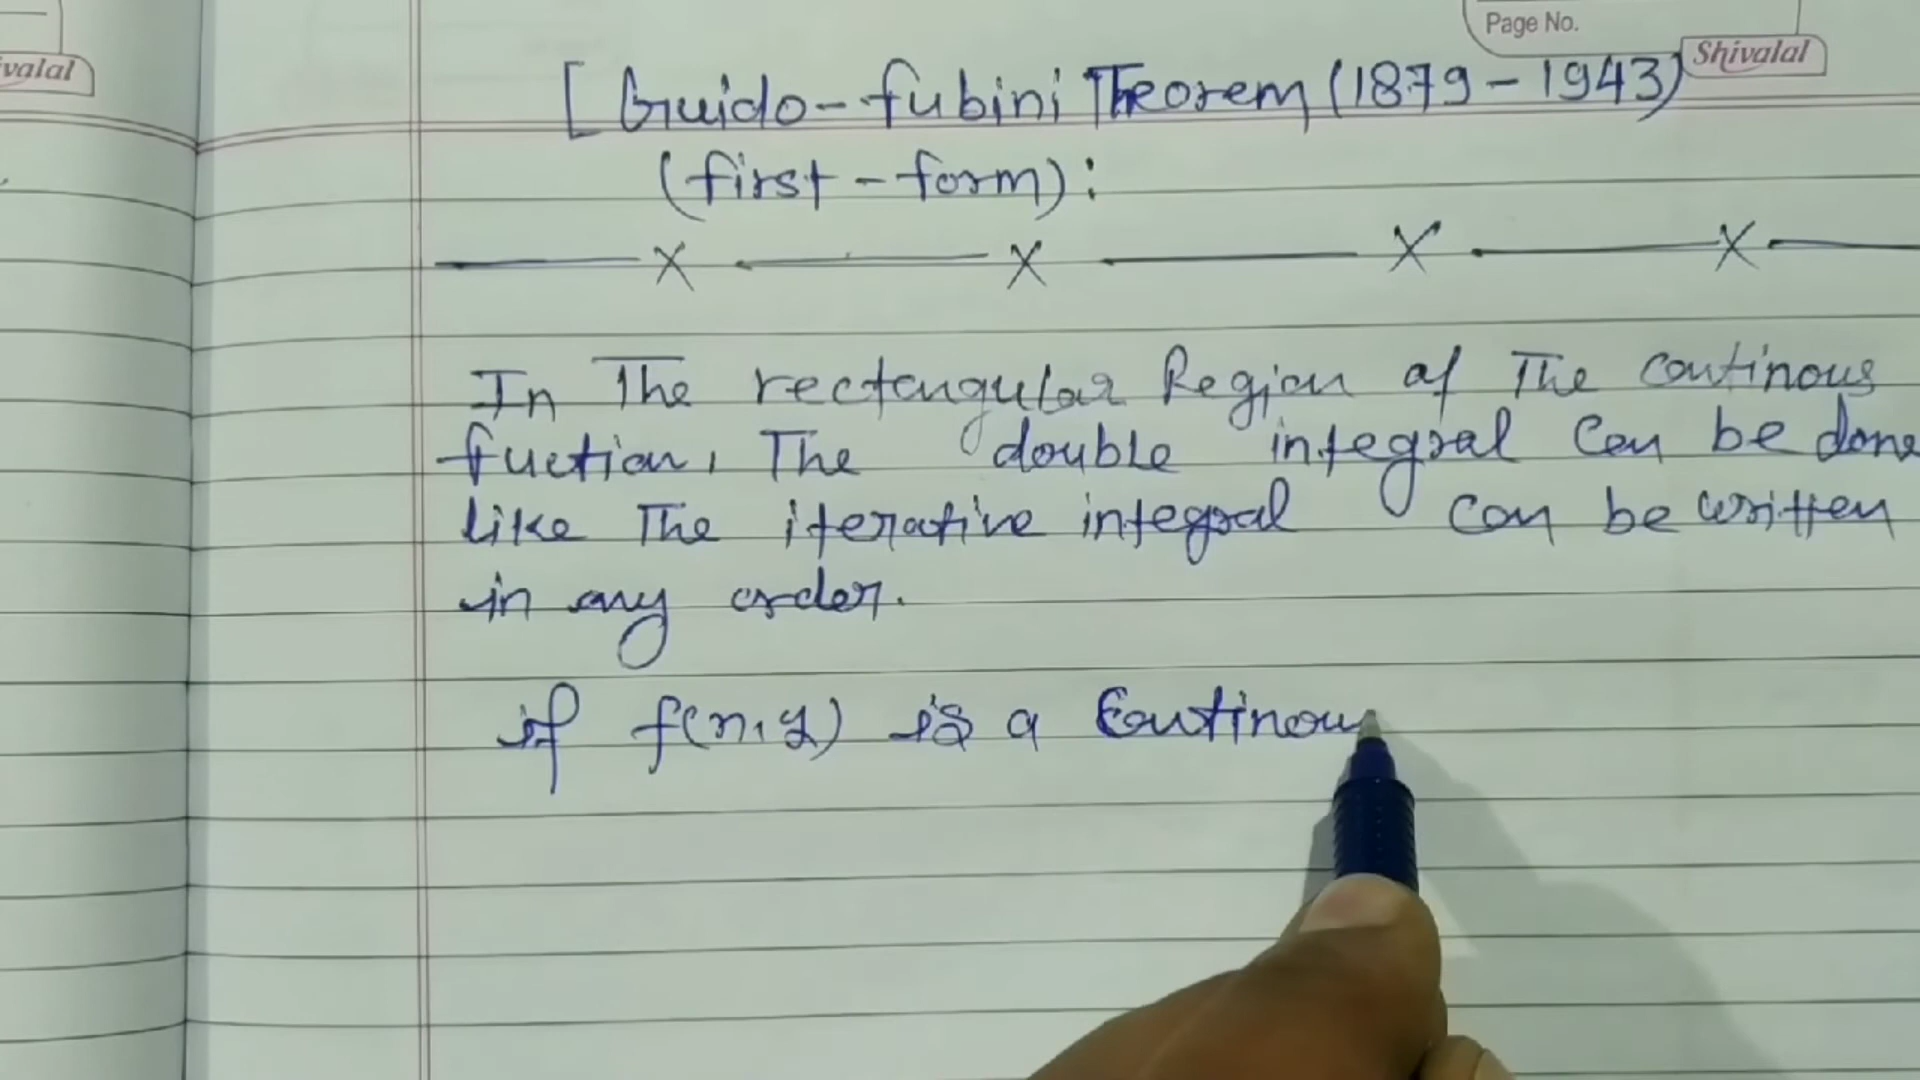 Page No.
Shivalal
valal
[Guido-fubini Theorem (1879-1943)
(first-form):
In The rectangular Region of The continous
fuction, The double integral can be done
like The iterative integral can be written
in any order.
if f(x,y) is a Continou